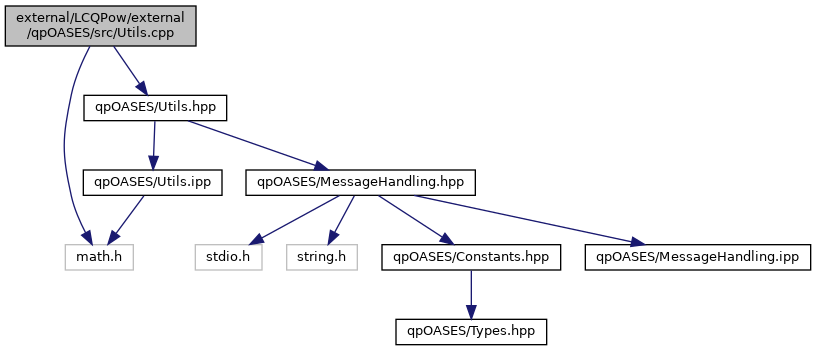 external/LCQPow/external
/qpOASES/src/Utils.cpp
qpOASES/Utils.hpp
qpOASES/Utils.ipp
qpOASES/MessageHandling.hpp
math.h
stdio.h
string.h
qpOASES/Constants.hpp
qpOASES/MessageHandling.ipp
qpOASES/Types.hpp